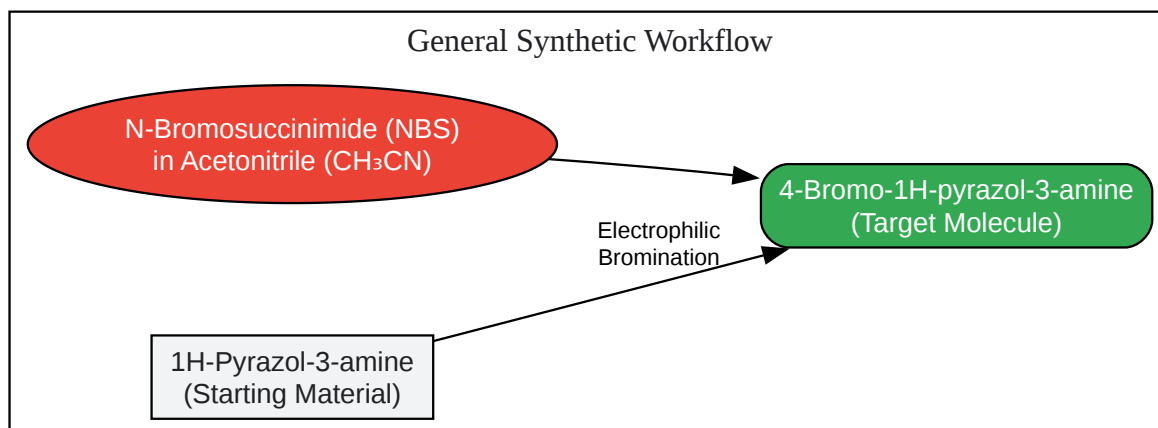 General Synthetic Workflow
N-Bromosuccinimide (NBS)
in Acetonitrile (CH₃CN)
4-Bromo-1H-pyrazol-3-amine
(Target Molecule)
Electrophilic
Bromination
1H-Pyrazol-3-amine
(Starting Material)